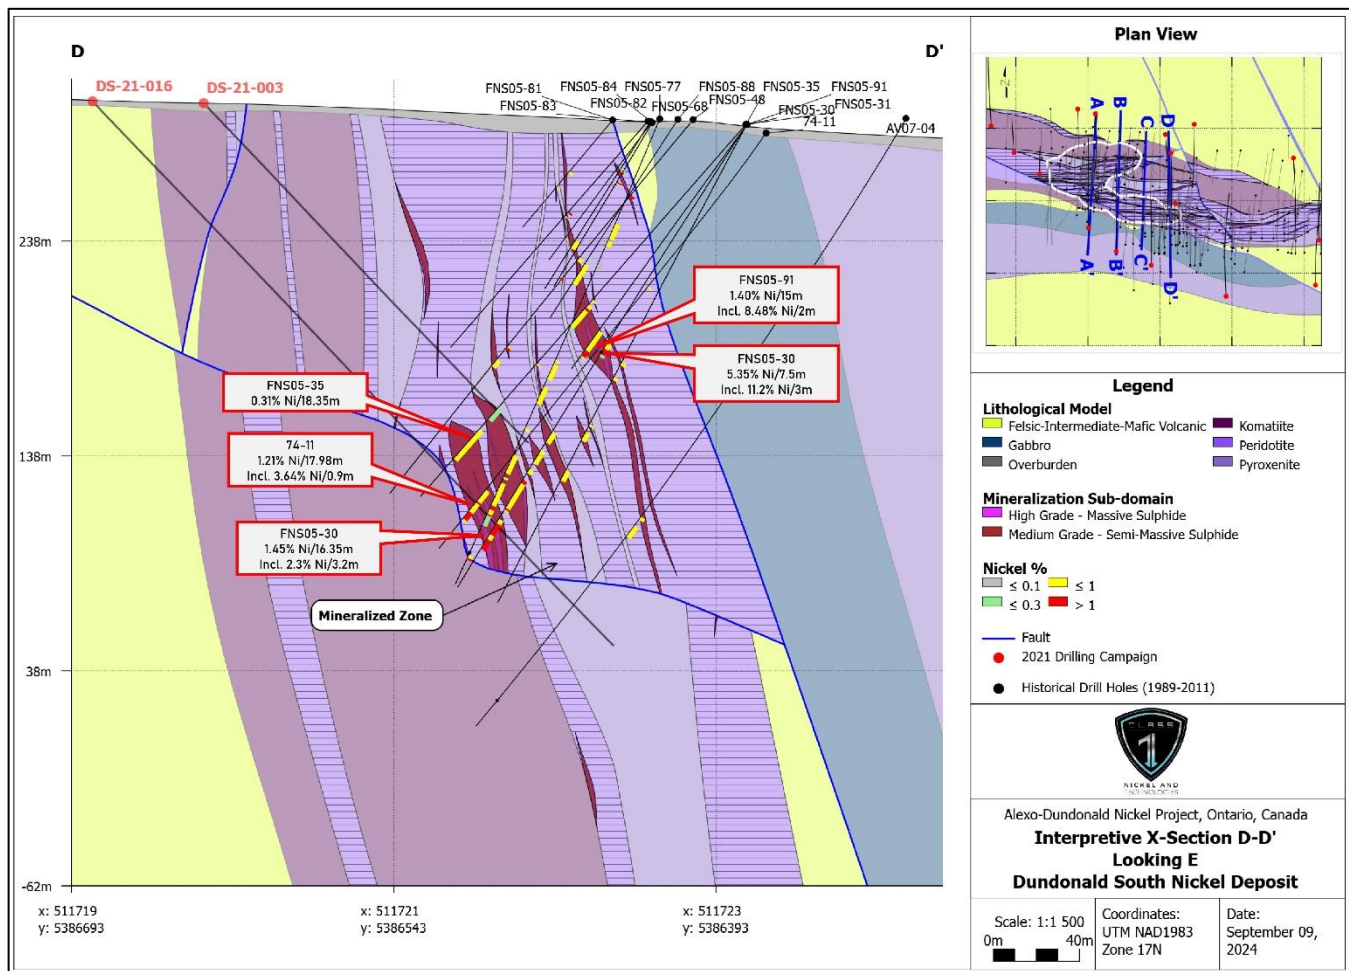 D
D'
DS-21-016
DS-21-003
FNS05-81
FNS05-83
FNS05-84
FNS05-82
FNS05-77
FNS05-68
FNS05-88
FNS05-48
FNS05-35
FNS05-30
74-11
FNS05-91
FNS05-31
AV07-04
238m
138m
38m
-62m
FNS05-91
1.40% Ni/15m
Incl. 8.48% Ni/2m
FNS05-30
5.35% Ni/7.5m
Incl. 11.2% Ni/3m
FNS05-35
0.31% Ni/18.35m
74-11
1.21% Ni/17.98m
Incl. 3.64% Ni/0.9m
FNS05-30
1.45% Ni/16.35m
Incl. 2.3% Ni/3.2m
Mineralized Zone
x: 511719
y: 5386693
x: 511721
y: 5386543
x: 511723
y: 5386393
Plan View
N
A
B
C
D
A'
B'
C'
D'
Legend
Lithological Model
Felsic-Intermediate-Mafic Volcanic
Gabbro
Overburden
Komatiite
Peridotite
Pyroxenite
Mineralization Sub-domain
High Grade - Massive Sulphide
Medium Grade - Semi-Massive Sulphide
Nickel %
≤ 0.1
≤ 1
≤ 0.3
> 1
Fault
2021 Drilling Campaign
Historical Drill Holes (1989-2011)
CLASS
1
NICKEL AND
TECHNOLOGIES
Alexo-Dundonald Nickel Project, Ontario, Canada
Interpretive X-Section D-D'
Looking E
Dundonald South Nickel Deposit
Scale: 1:1 500
0m 40m
Coordinates:
UTM NAD1983
Zone 17N
Date:
September 09,
2024